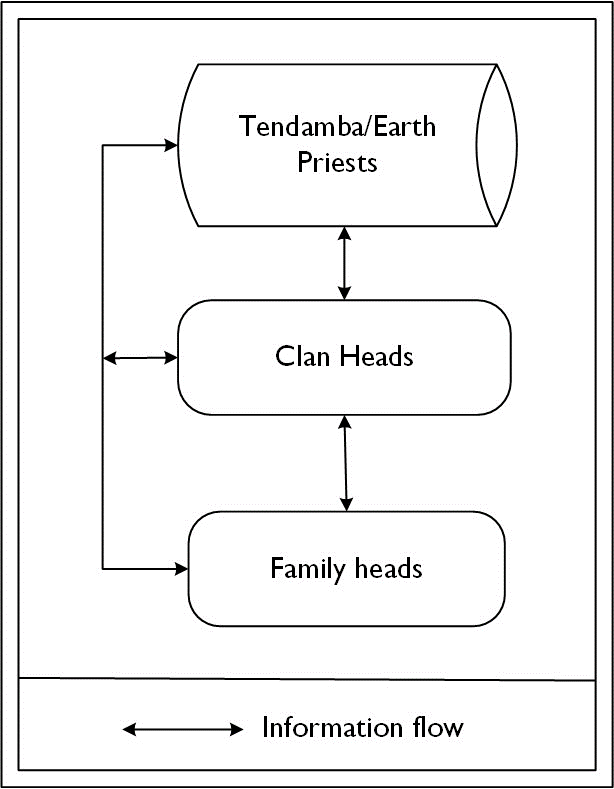 Tendamba/Earth
Priests
Clan Heads
Family heads
Information flow